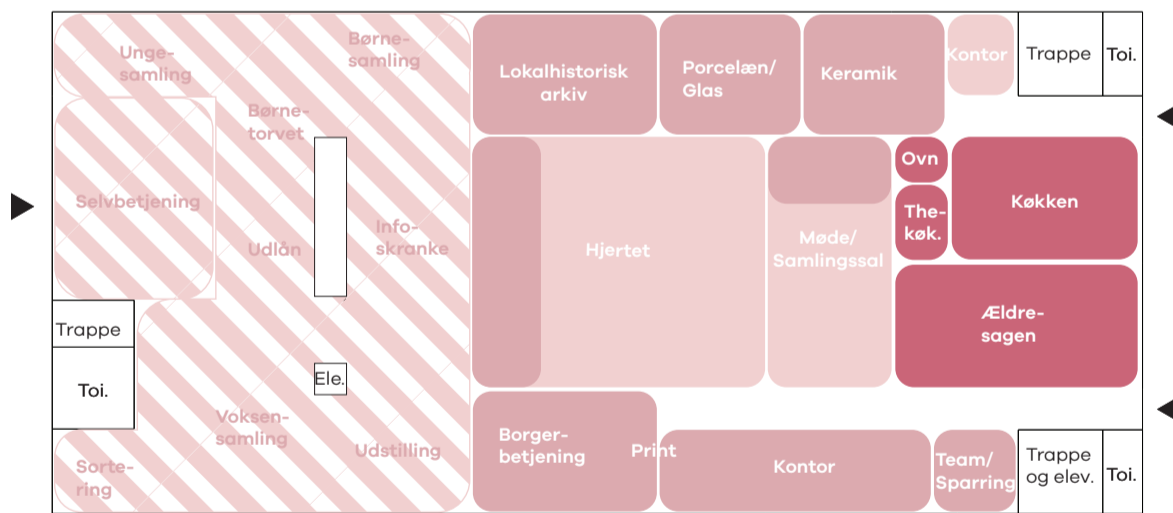 Unge-
samling
Børne-
samling
Børne-
torvet
Selvbetjening
Udlån
Info-
skranke
Trappe
Toi.
Ele.
Voksen-
samling
Udstilling
Sorte-
ring
Lokalhistorisk
arkiv
Porcelæn/
Glas
Keramik
Kontor
Trappe
Toi.
Hjertet
Møde/
Samlingssal
Ovn
The-
køk.
Køkken
Ældre-
sagen
Borger-
betjening
Print
Kontor
Team/
Sparring
Trappe
og elev.
Toi.